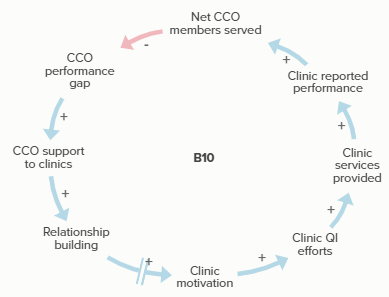 Net CCO
members served
-
CCO
performance
gap
+
Clinic reported
performance
+
+
CCO support
to clinics
B10
Clinic
services
provided
+
+
Relationship
building
Clinic QI
efforts
+
+
Clinic
motivation